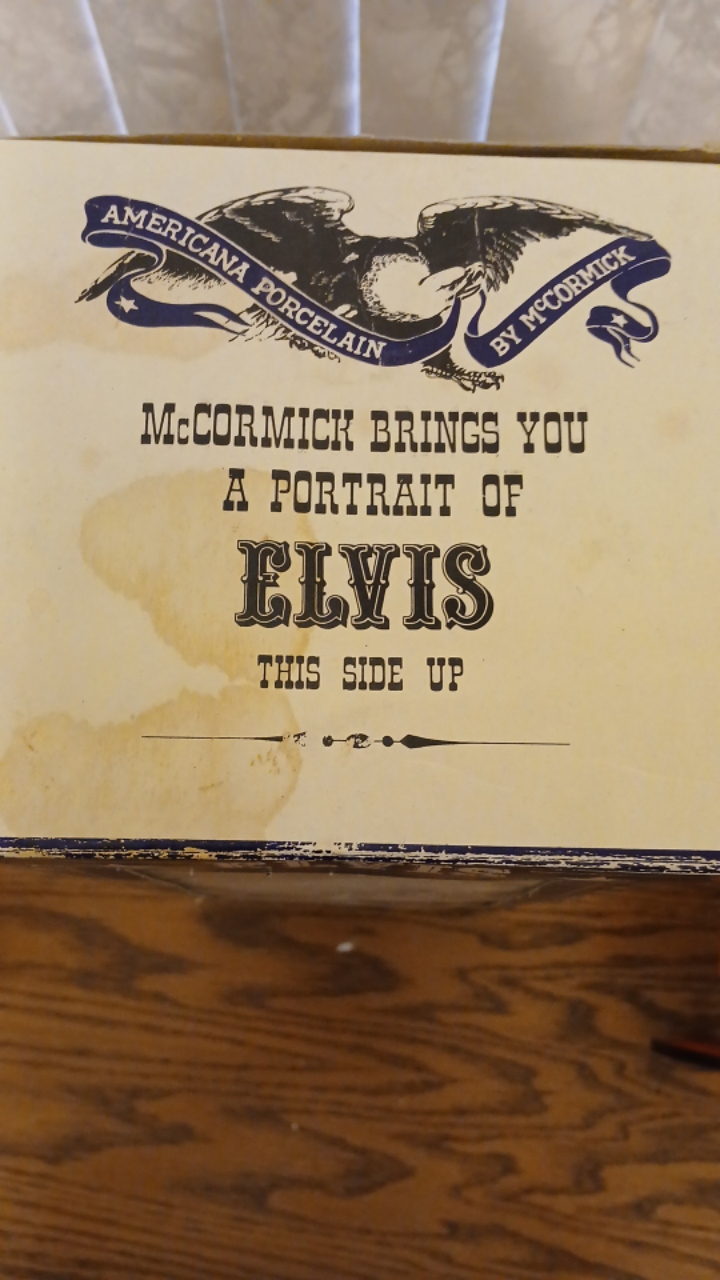 AMERICANA PORCELAIN
BY McCORMICK
McCORMICK BRINGS YOU
A PORTRAIT OF
ELVIS
THIS SIDE UP